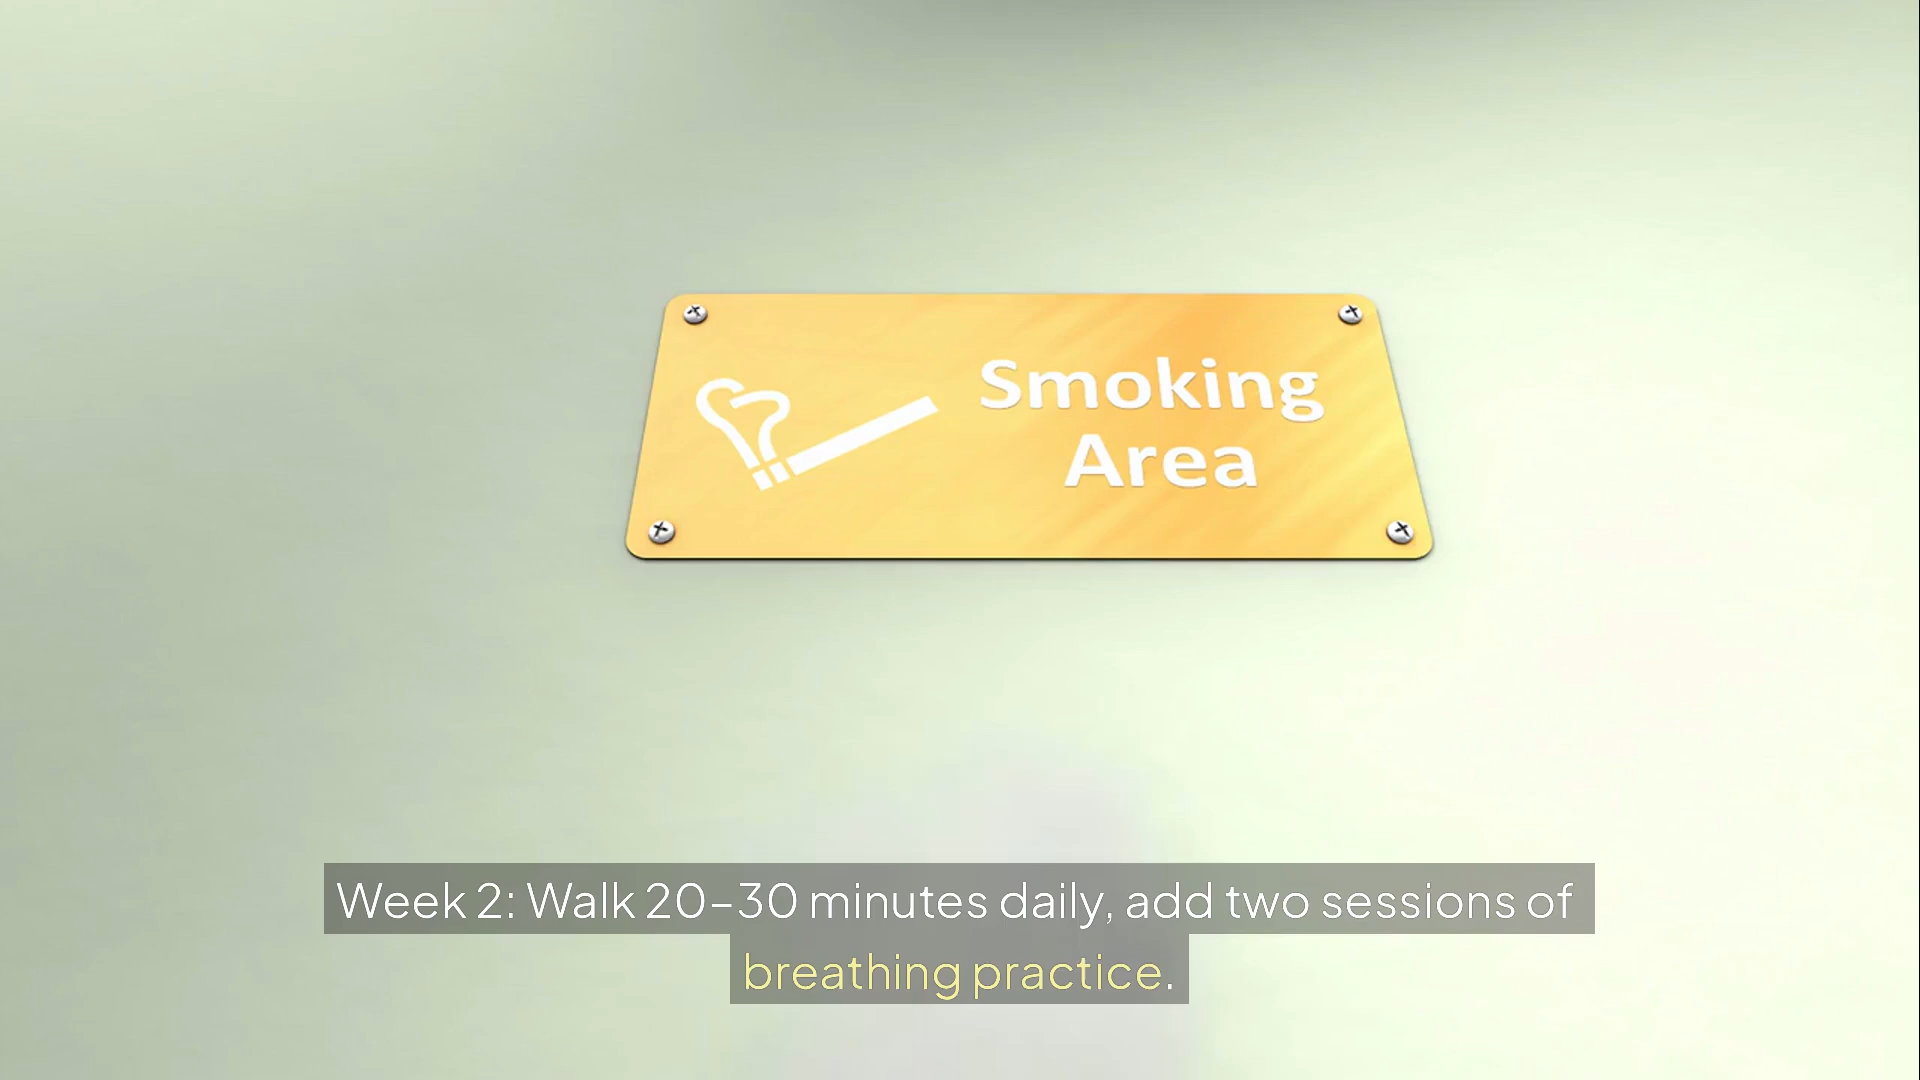 Smoking
Area
Week 2: Walk 20–30 minutes daily, add two sessions of
breathing practice.